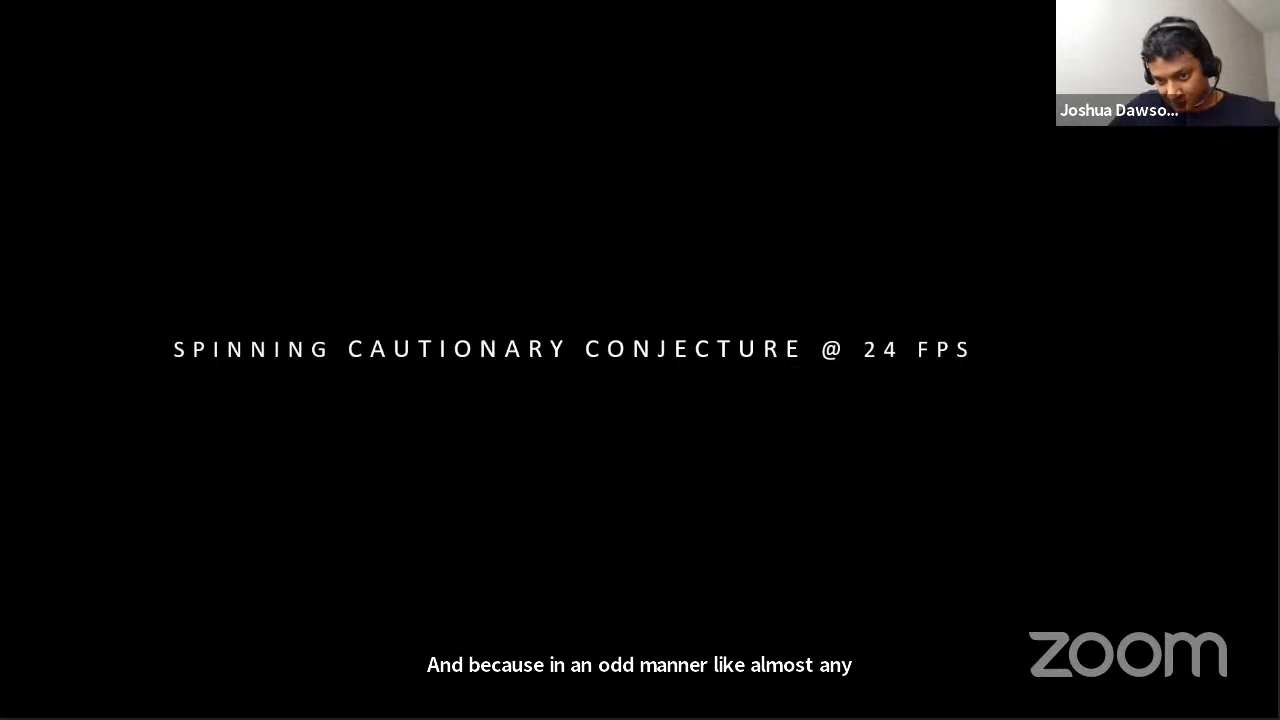 Joshua Dawso...
SPINNING CAUTIONARY CONJECTURE @ 24 FPS
And because in an odd manner like almost any
zoom